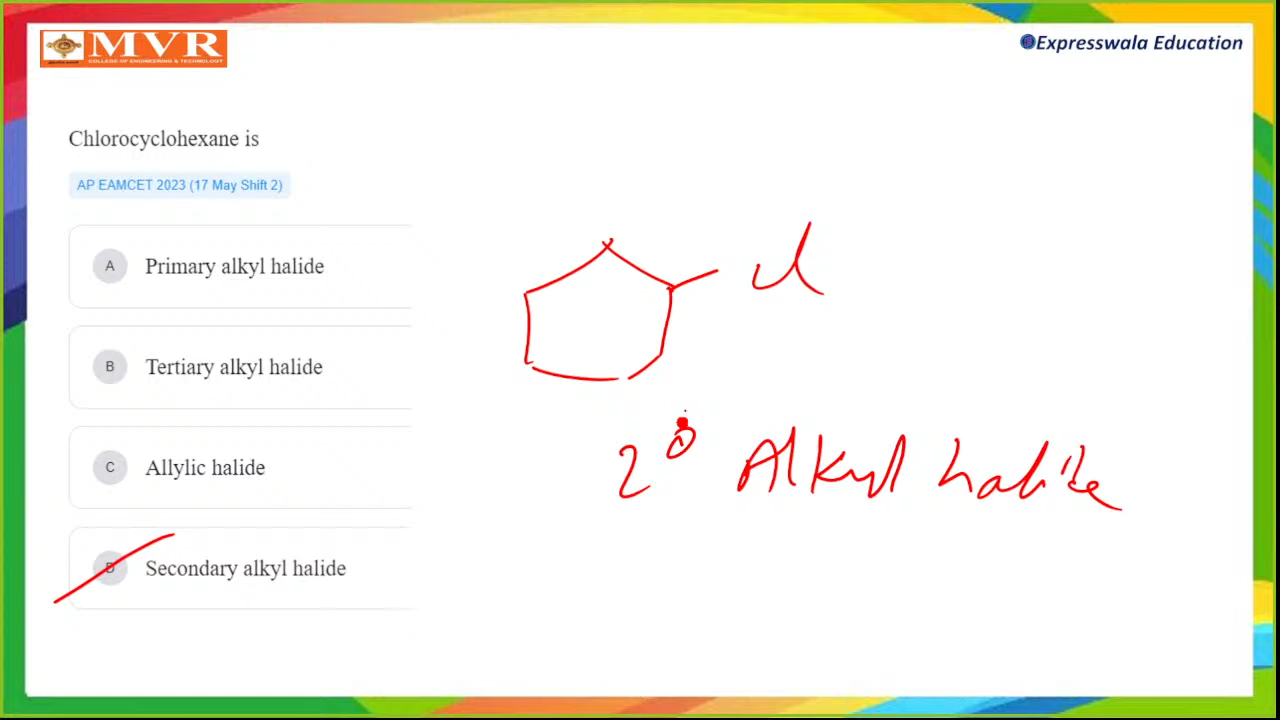 MVR
COLLEGE OF ENGINEERING & TECHNOLOGY
Expresswala Education
Chlorocyclohexane is
AP EAMCET 2023 (17 May Shift 2)
A Primary alkyl halide
B Tertiary alkyl halide
C Allylic halide
D Secondary alkyl halide
Cl
2° Alkyl halide